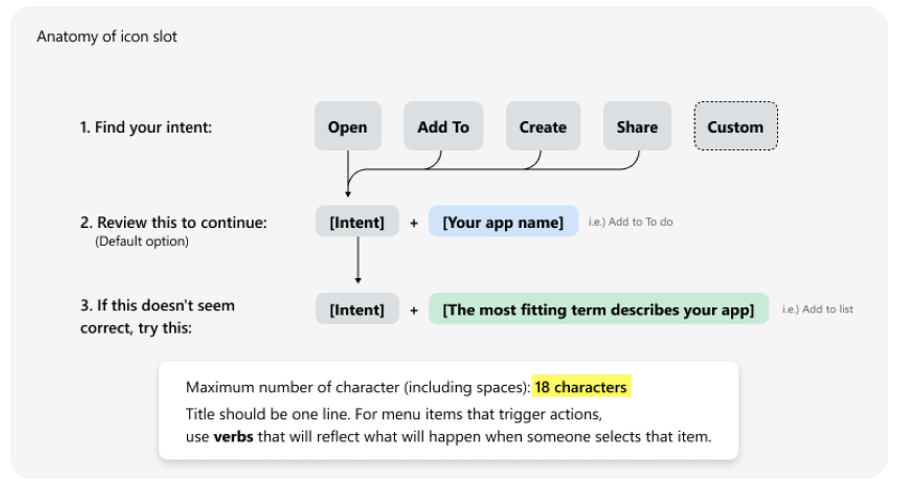 Anatomy of icon slot
1. Find your intent:
Open
Add To
Create
Share
Custom
2. Review this to continue:
(Default option)
[Intent] + [Your app name] i.e.) Add to To do
3. If this doesn't seem
correct, try this:
[Intent] + [The most fitting term describes your app] i.e.) Add to list
Maximum number of character (including spaces): 18 characters
Title should be one line. For menu items that trigger actions,
use verbs that will reflect what will happen when someone selects that item.